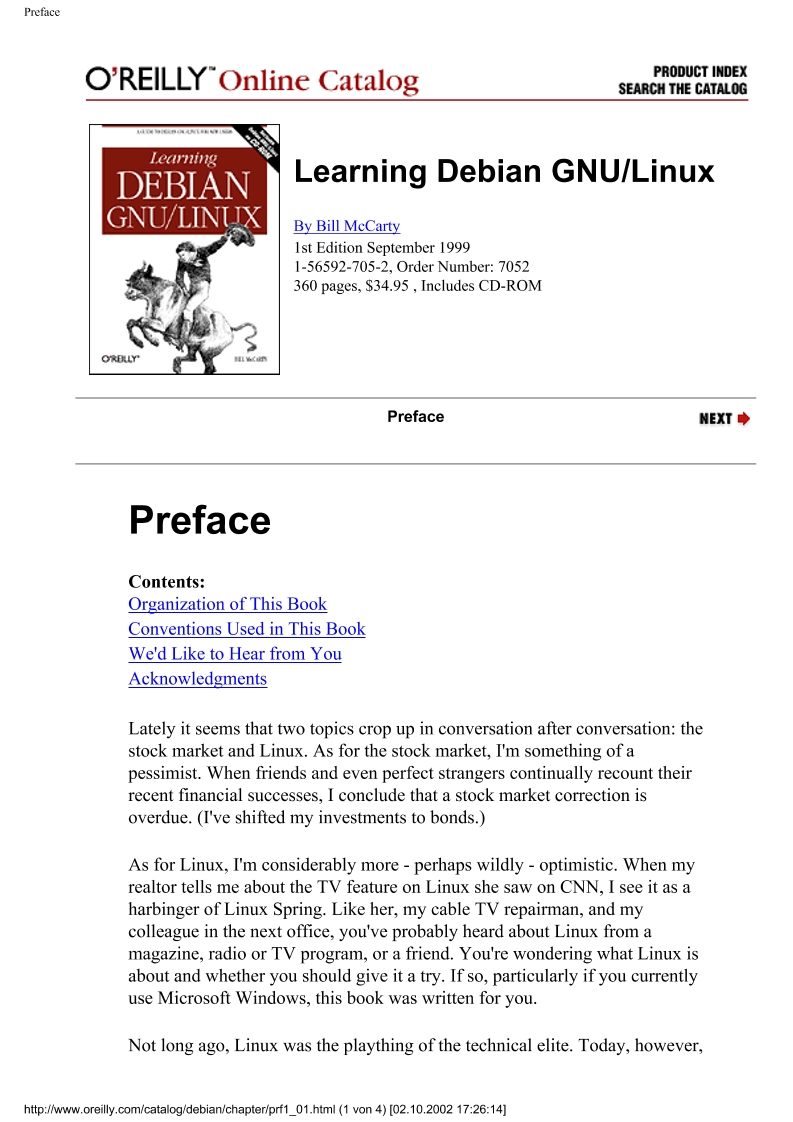 Preface
O'REILLY™ Online Catalog
PRODUCT INDEX
SEARCH THE CATALOG
Learning
DEBIAN
GNU/LINUX
O'REILLY®
BILL McCARTY
Learning Debian GNU/Linux
By Bill McCarty
1st Edition September 1999
1-56592-705-2, Order Number: 7052
360 pages, $34.95 , Includes CD-ROM
Preface
NEXT
Preface
Contents:
Organization of This Book
Conventions Used in This Book
We'd Like to Hear from You
Acknowledgments
Lately it seems that two topics crop up in conversation after conversation: the
stock market and Linux. As for the stock market, I'm something of a
pessimist. When friends and even perfect strangers continually recount their
recent financial successes, I conclude that a stock market correction is
overdue. (I've shifted my investments to bonds.)
As for Linux, I'm considerably more - perhaps wildly - optimistic. When my
realtor tells me about the TV feature on Linux she saw on CNN, I see it as a
harbinger of Linux Spring. Like her, my cable TV repairman, and my
colleague in the next office, you've probably heard about Linux from a
magazine, radio or TV program, or a friend. You're wondering what Linux is
about and whether you should give it a try. If so, particularly if you currently
use Microsoft Windows, this book was written for you.
Not long ago, Linux was the plaything of the technical elite. Today, however,
http://www.oreilly.com/catalog/debian/chapter/prf1_01.html (1 von 4) [02.10.2002 17:26:14]